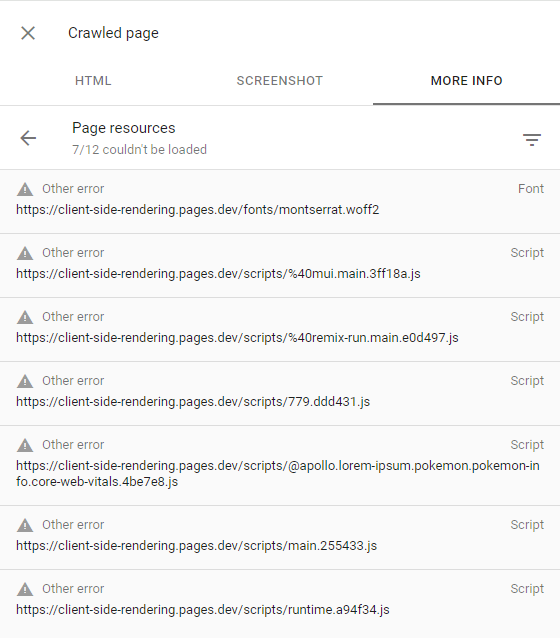 Crawled page
HTML SCREENSHOT MORE INFO
Page resources
7/12 couldn't be loaded
Other error Font
https://client-side-rendering.pages.dev/fonts/montserrat.woff2
Other error Script
https://client-side-rendering.pages.dev/scripts/%40mui.main.3ff18a.js
Other error Script
https://client-side-rendering.pages.dev/scripts/%40remix-run.main.e0d497.js
Other error Script
https://client-side-rendering.pages.dev/scripts/779.ddd431.js
Other error Script
https://client-side-rendering.pages.dev/scripts/@apollo.lorem-ipsum.pokemon.pokemon-in
fo.core-web-vitals.4be7e8.js
Other error Script
https://client-side-rendering.pages.dev/scripts/main.255433.js
Other error Script
https://client-side-rendering.pages.dev/scripts/runtime.a94f34.js